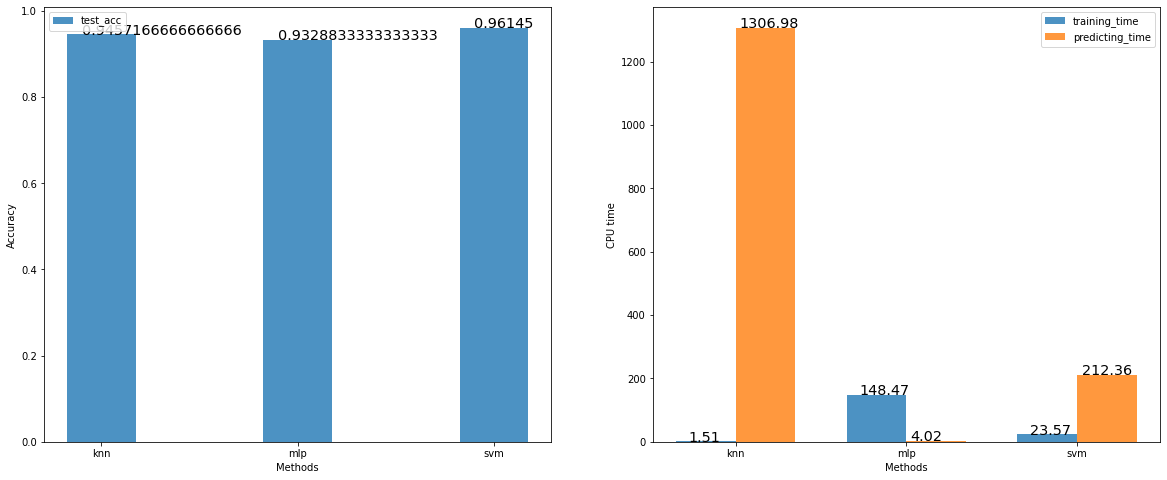 1.0
0.8
0.6
0.4
0.2
0.0
Accuracy
test_acc
0.9457166666666666
0.9328833333333333
0.96145
knn
mlp
svm
Methods
1200
1000
800
600
400
200
0
CPU time
training_time
predicting_time
1306.98
1.51
148.47
4.02
23.57
212.36
knn
mlp
svm
Methods